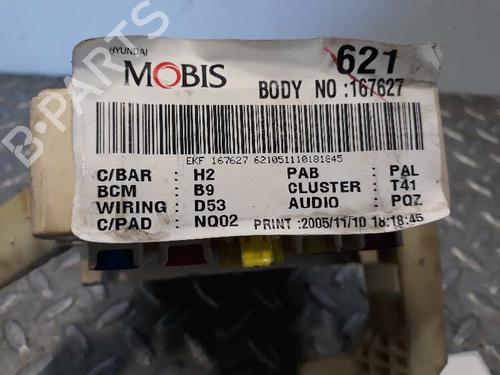 HYUNDAI
MOBIS
621
BODY NO :167627
EKF 167627 621051110181845
C/BAR : H2 PAB : PAL
BCM : B9 CLUSTER : T41
WIRING : D53 AUDIO : PQZ
C/PAD : NQ02 PRINT :2005/11/10 18:18:45
B-PARTS